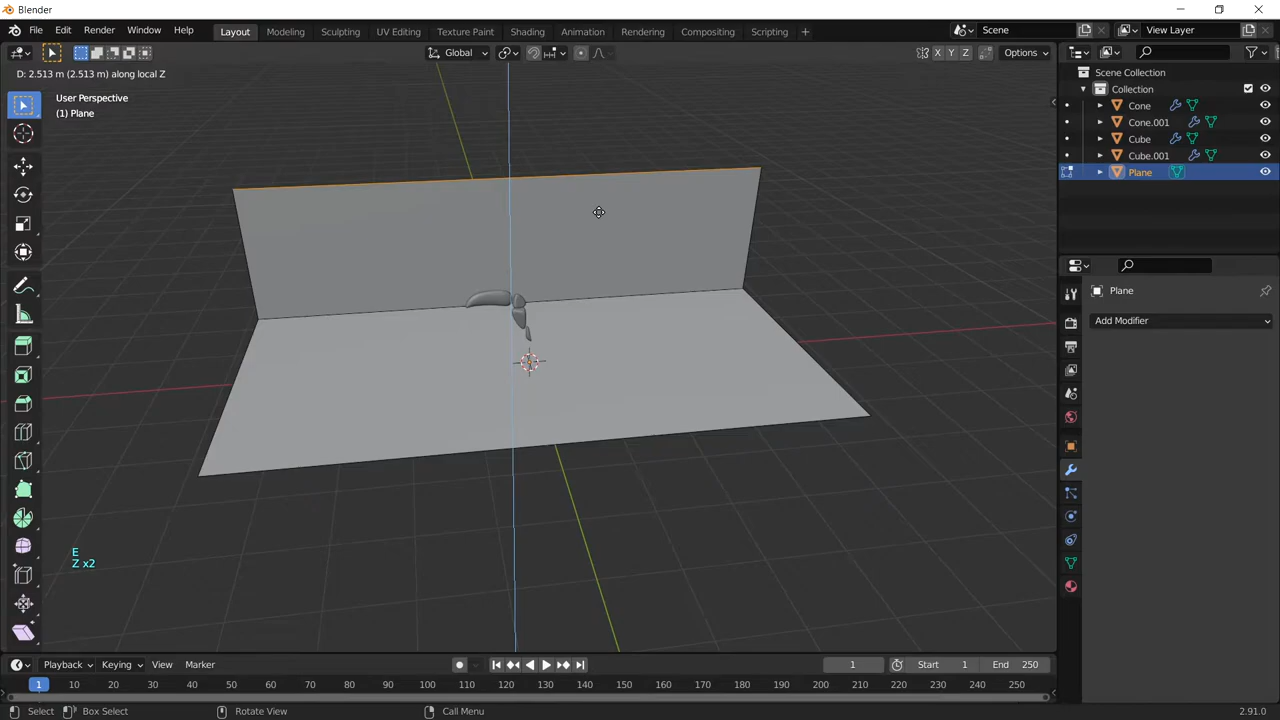 Blender
File Edit Render Window Help Layout Modeling Sculpting UV Editing Texture Paint Shading Animation Rendering Compositing Scripting + Scene View Layer
Global X Y Z Options
D: 2.513 m (2.513 m) along local Z
User Perspective
(1) Plane
Scene Collection
Collection
Cone
Cone.001
Cube
Cube.001
Plane
Plane
Add Modifier
E
Z x2
Playback Keying View Marker 1 Start 1 End 250
1 10 20 30 40 50 60 70 80 90 100 110 120 130 140 150 160 170 180 190 200 210 220 230 240 250
Select Box Select Rotate View Call Menu 2.91.0